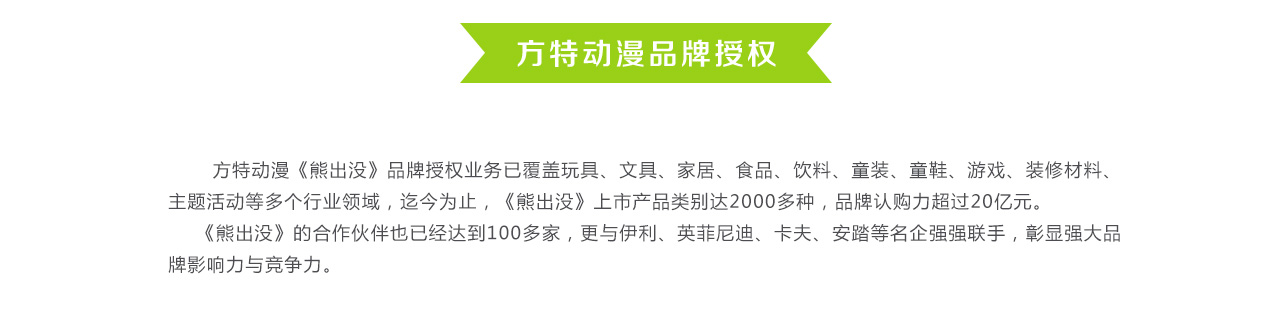 方特动漫品牌授权
方特动漫《熊出没》品牌授权业务已覆盖玩具、文具、家居、食品、饮料、童装、童鞋、游戏、装修材料、
主题活动等多个行业领域，迄今为止，《熊出没》上市产品类别达2000多种，品牌认购力超过20亿元。
《熊出没》的合作伙伴也已经达到100多家，更与伊利、英菲尼迪、卡夫、安踏等名企强强联手，彰显强大品
牌影响力与竞争力。